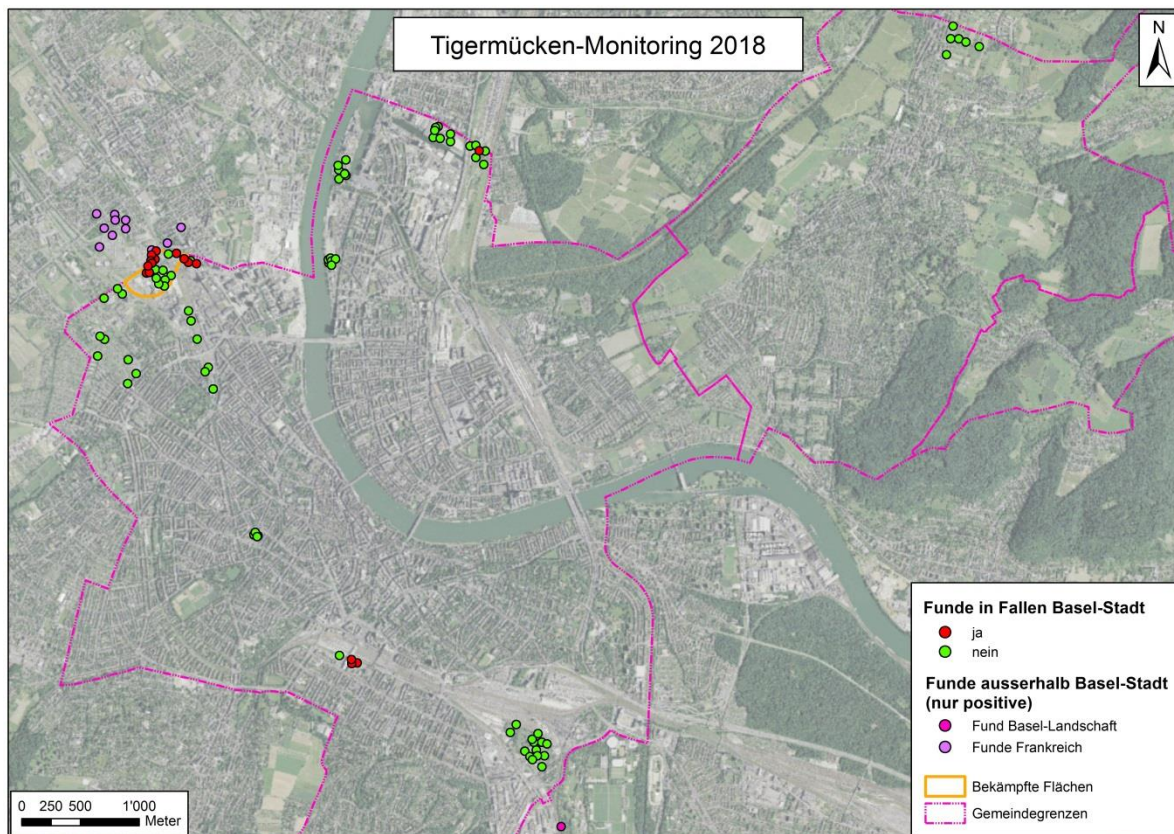 Tigermücken-Monitoring 2018
N
Funde in Fallen Basel-Stadt
ja
nein
Funde ausserhalb Basel-Stadt
(nur positive)
Fund Basel-Landschaft
Funde Frankreich
Bekämpfte Flächen
Gemeindegrenzen
0 250 500 1'000
Meter